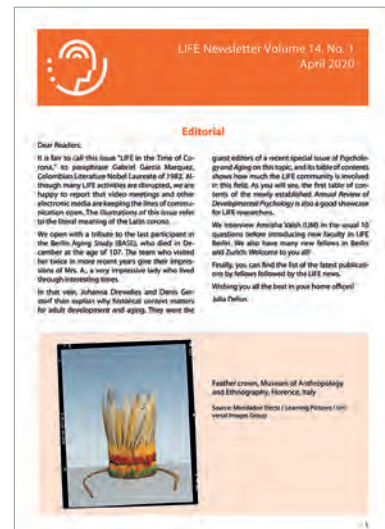 LIFE Newsletter Volume 14, No. 1
April 2020
Editorial
Dear Readers:
It is fair to call this issue "LIFE in the Time of Co-
rona," to paraphrase Gabriel García Márquez,
Colombian Literature Nobel Laureate of 1982. Al-
though many LIFE activities are disrupted, we are
happy to report that video meetings and other
electronic media are keeping the lines of commu-
nication open. The illustrations of this issue refer
to the literal meaning of the Latin corona.
We open with a tribute to the last participant in
the Berlin Aging Study (BASE), who died in De-
cember at the age of 107. The team who visited
her twice in more recent years give their impres-
sions of Mrs. A., a very impressive lady who lived
through interesting times.
In that vein, Johanna Drewelies and Denis Ger-
storf then explain why historical context matters
for adult development and aging. They were the
guest editors of a recent special issue of Psycholo-
gy and Aging on this topic, and its table of contents
shows how much the LIFE community is involved
in this field. As you will see, the first table of con-
tents of the newly established Annual Review of
Developmental Psychology is also a good showcase
for LIFE researchers.
We interview Amrisha Vaish (UM) in the usual 10
questions before introducing new faculty in LIFE
Berlin. We also have many new fellows in Berlin
and Zurich. Welcome to you all!
Finally, you can find the list of the latest publicati-
ons by fellows followed by the LIFE news.
Wishing you all the best in your home offices!
Julia Delius
Feather crown, Museum of Anthropology
and Ethnography, Florence, Italy
Source: Mondadori Electa / Learning Pictures / Uni-
versal Images Group
1